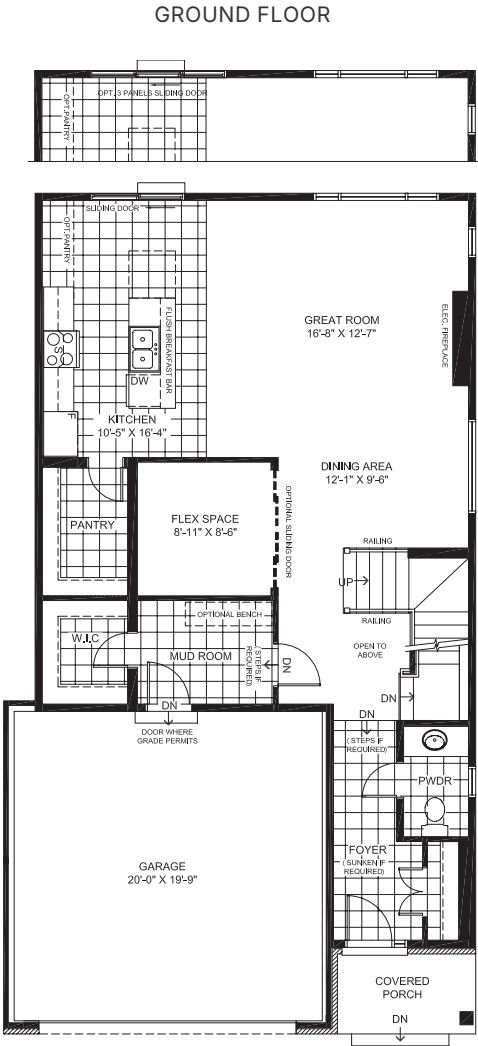 GROUND FLOOR
OPT. 3 PANELS SLIDING DOOR
OPT. PANTRY
SLIDING DOOR
OPT. PANTRY
GREAT ROOM
16'-8" X 12'-7"
ELEC. FIREPLACE
FLUSH BREAKFAST BAR
S
DW
F
KITCHEN
10'-5" X 16'-4"
DINING AREA
12'-1" X 9'-6"
PANTRY
FLEX SPACE
8'-11" X 8'-6"
OPTIONAL SLIDING DOOR
RAILING
UP
RAILING
OPTIONAL BENCH
W.I.C
MUD ROOM
( STEPS IF
REQUIRED)
DN
OPEN TO
ABOVE
DN
DN
DOOR WHERE
GRADE PERMITS
DN
( STEPS IF
REQUIRED)
PWDR
FOYER
( SUNKEN IF
REQUIRED)
GARAGE
20'-0" X 19'-9"
COVERED
PORCH
DN